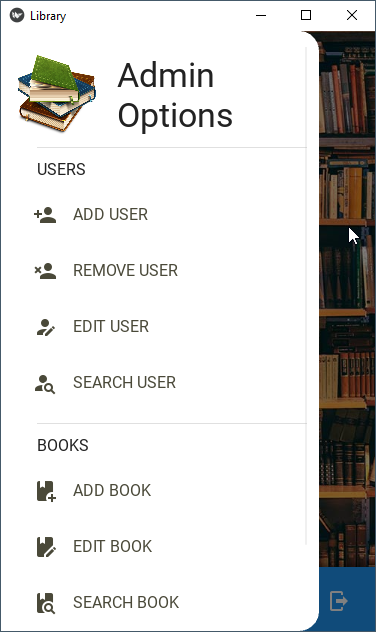 Library
Admin
Options
USERS
ADD USER
REMOVE USER
EDIT USER
SEARCH USER
BOOKS
ADD BOOK
EDIT BOOK
SEARCH BOOK